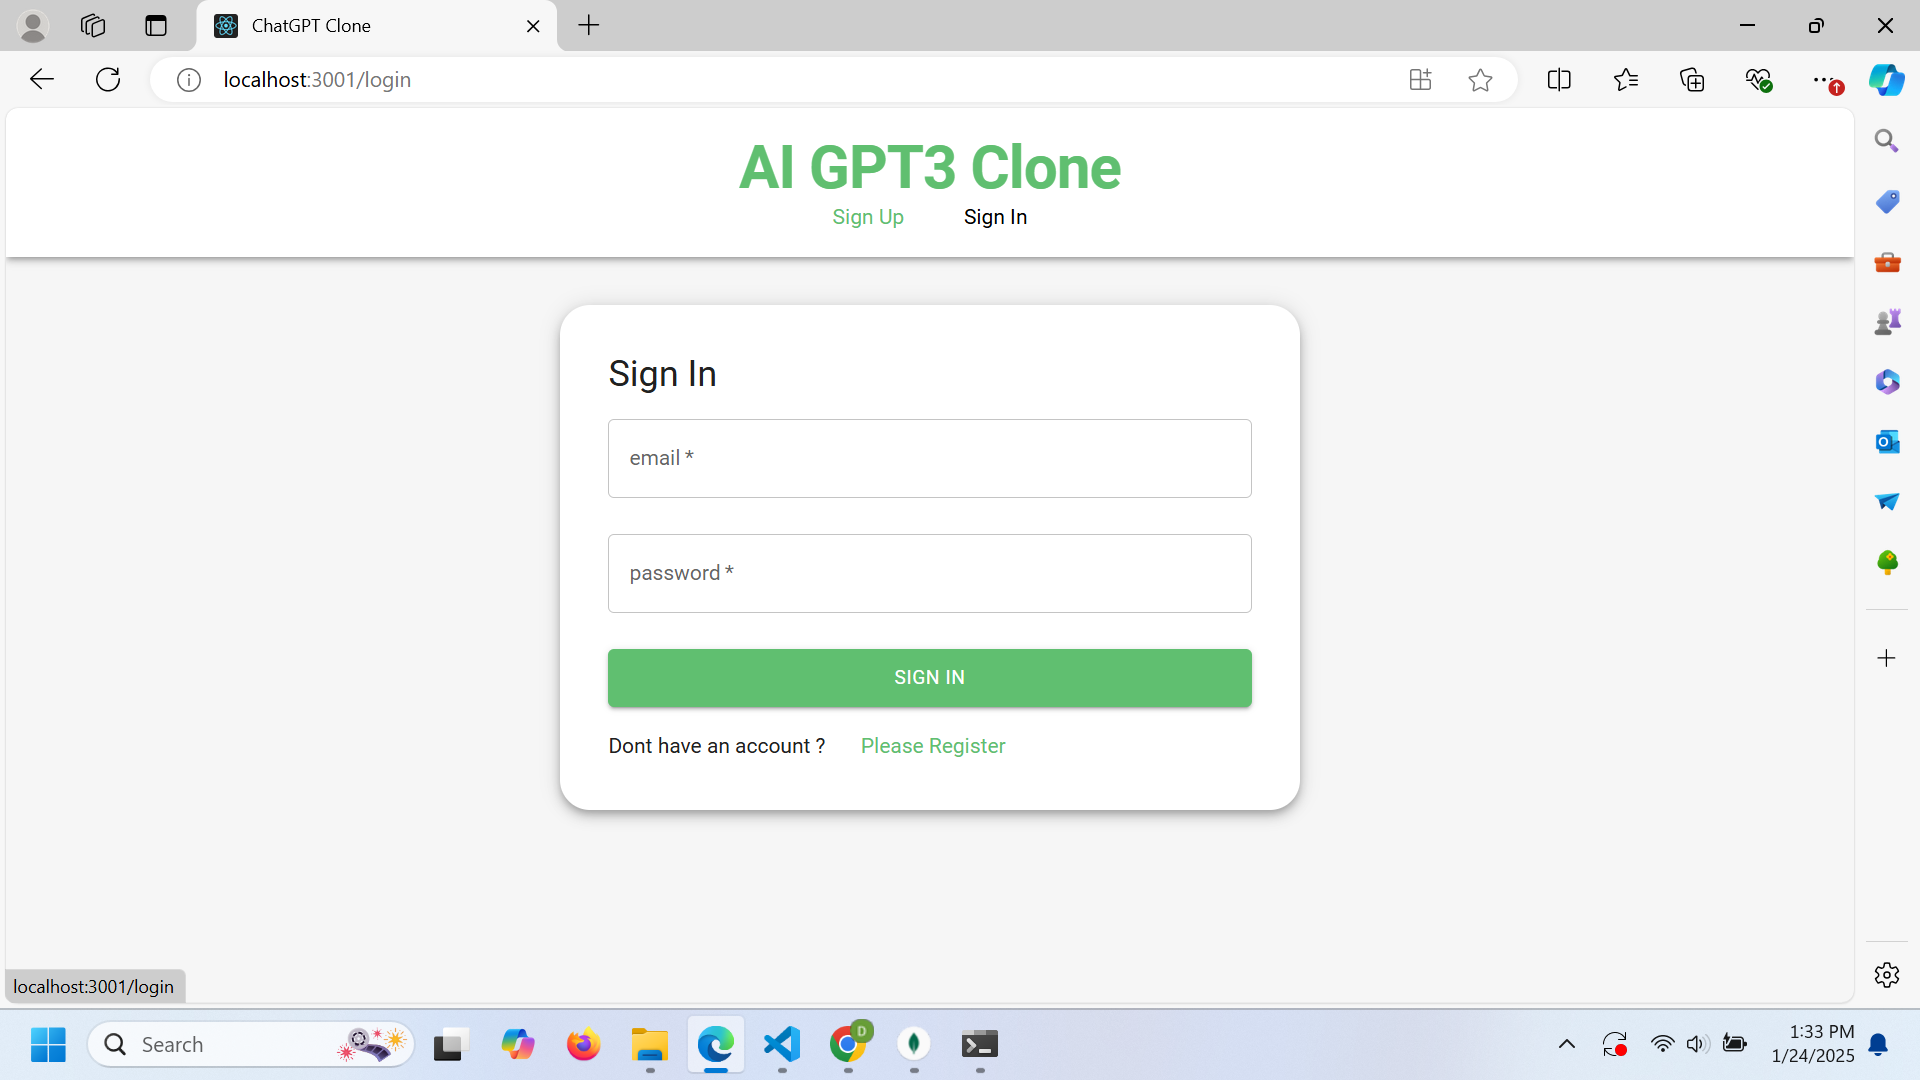 ChatGPT Clone
localhost:3001/login
AI GPT3 Clone
Sign Up Sign In
Sign In
email *
password *
SIGN IN
Dont have an account ? Please Register
localhost:3001/login
Search
D
1:33 PM
1/24/2025